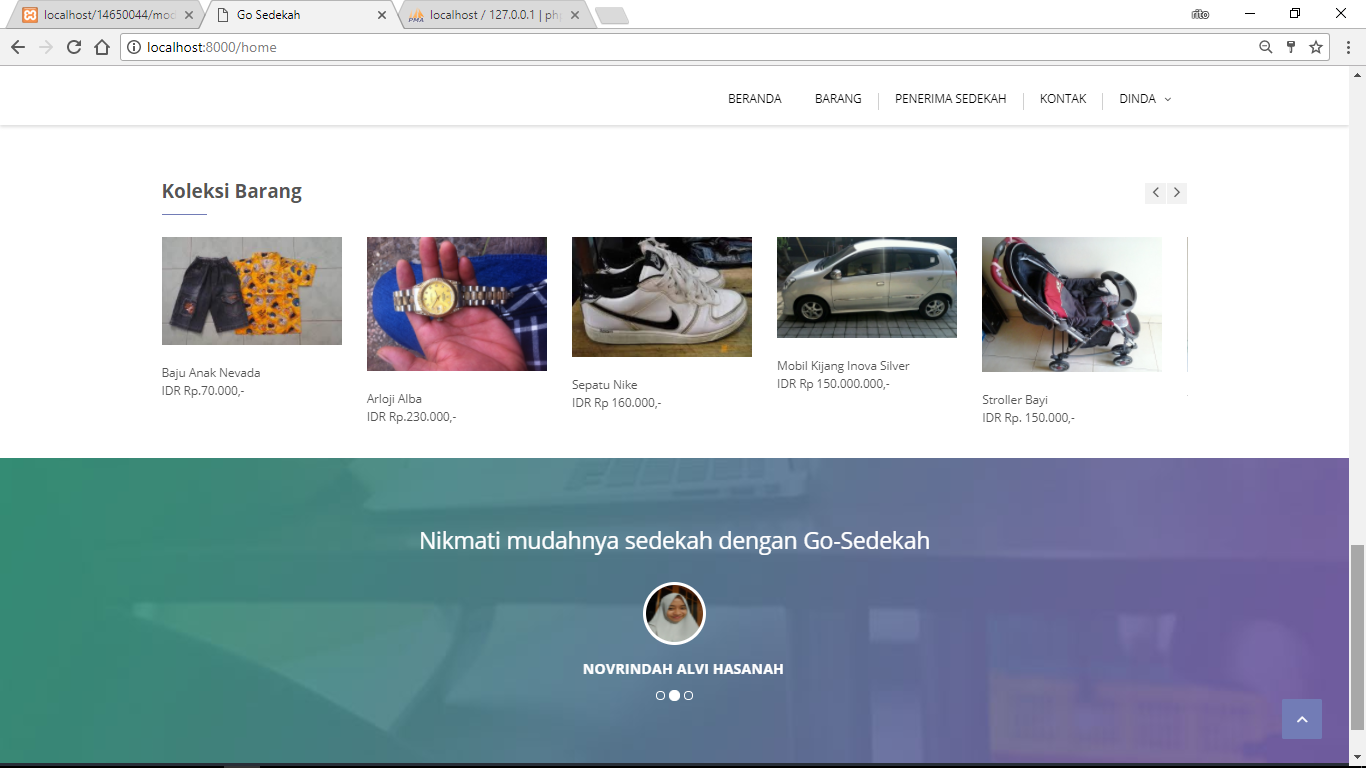 localhost/14650044/mod
Go Sedekah
localhost / 127.0.0.1 | ph
rito
localhost:8000/home
BERANDA BARANG PENERIMA SEDEKAH KONTAK DINDA
Koleksi Barang
Baju Anak Nevada
IDR Rp.70.000,-
Arloji Alba
IDR Rp.230.000,-
Sepatu Nike
IDR Rp 160.000,-
Mobil Kijang Inova Silver
IDR Rp 150.000.000,-
Stroller Bayi
IDR Rp. 150.000,-
Nikmati mudahnya sedekah dengan Go-Sedekah
NOVRINDAH ALVI HASANAH